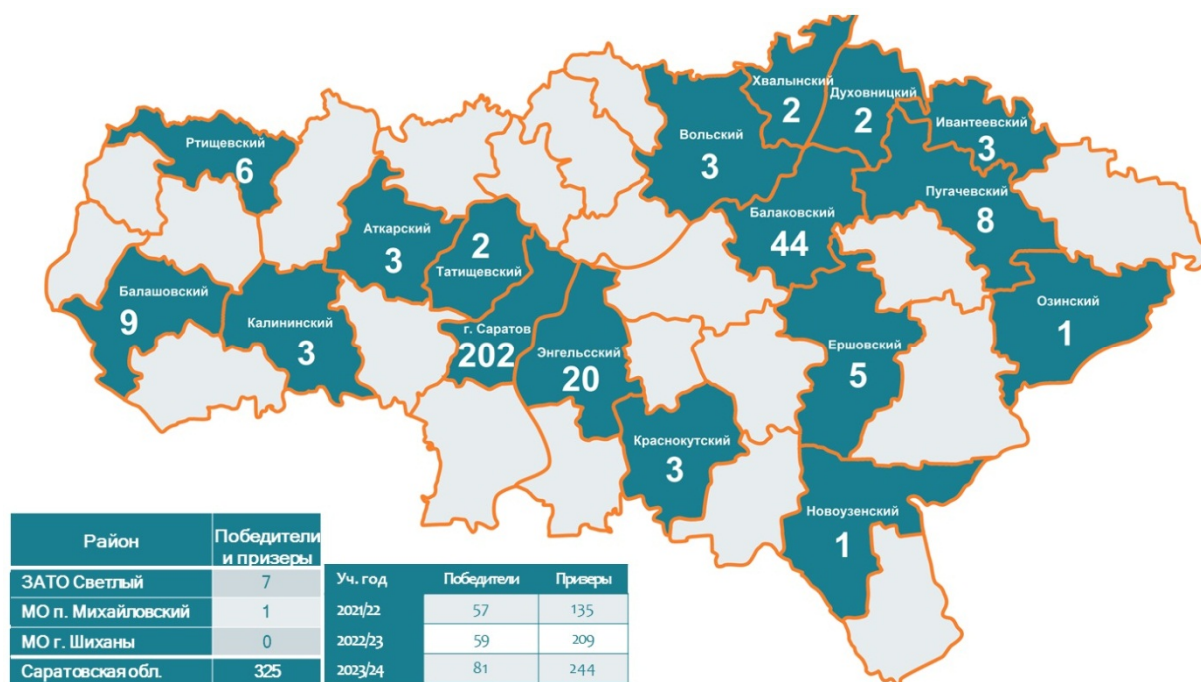 Хвалынский
2
Духовницкий
2
Ивантеевский
3
Вольский
3
Ртищевский
6
Пугачевский
8
Балаковский
44
Аткарский
3
2
Татищевский
Балашовский
9
Калининский
3
г. Саратов
202
Энгельсский
20
Озинский
1
Ершовский
5
Краснокутский
3
Новоузенский
1
Район Победители
и призеры
ЗАТО Светлый 7
МО п. Михайловский 1
МО г. Шиханы 0
Саратовская обл. 325
Уч. год Победители Призеры
2021/22 57 135
2022/23 59 209
2023/24 81 244